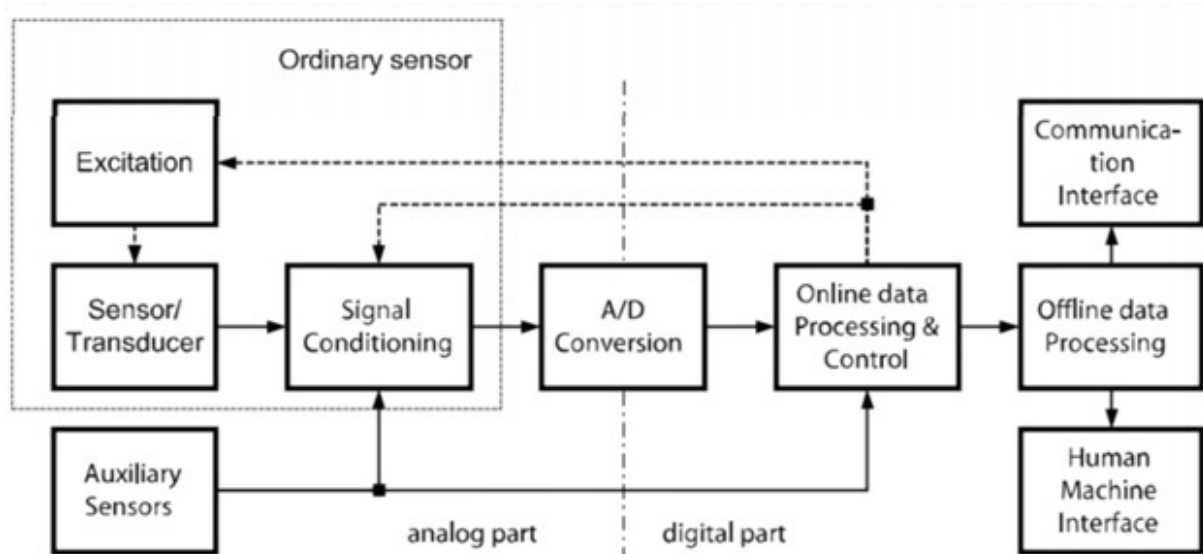 Ordinary sensor
Excitation
Communica-
tion
Interface
Sensor/
Transducer
Signal
Conditioning
A/D
Conversion
Online data
Processing &
Control
Offline data
Processing
Auxiliary
Sensors
analog part
digital part
Human
Machine
Interface